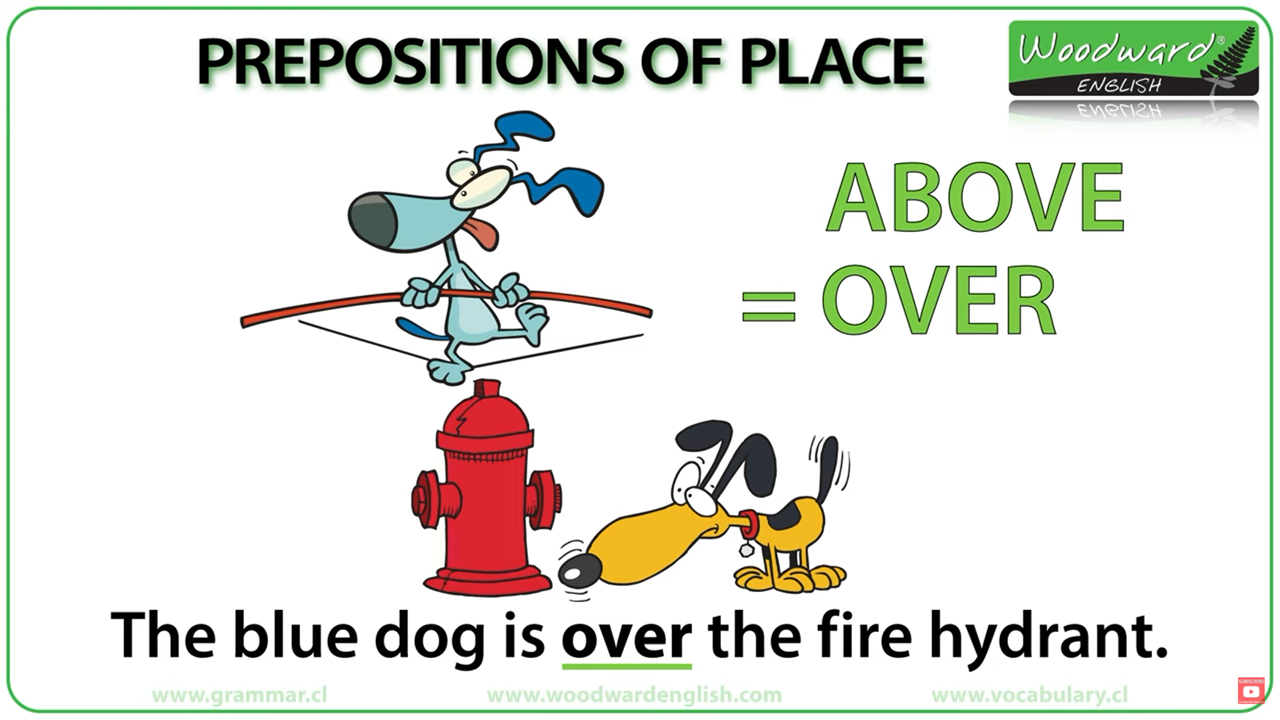 PREPOSITIONS OF PLACE
Woodward®
ENGLISH
ABOVE
= OVER
The blue dog is over the fire hydrant.
www.grammar.cl www.woodwardenglish.com www.vocabulary.cl
SUBSCRIBE